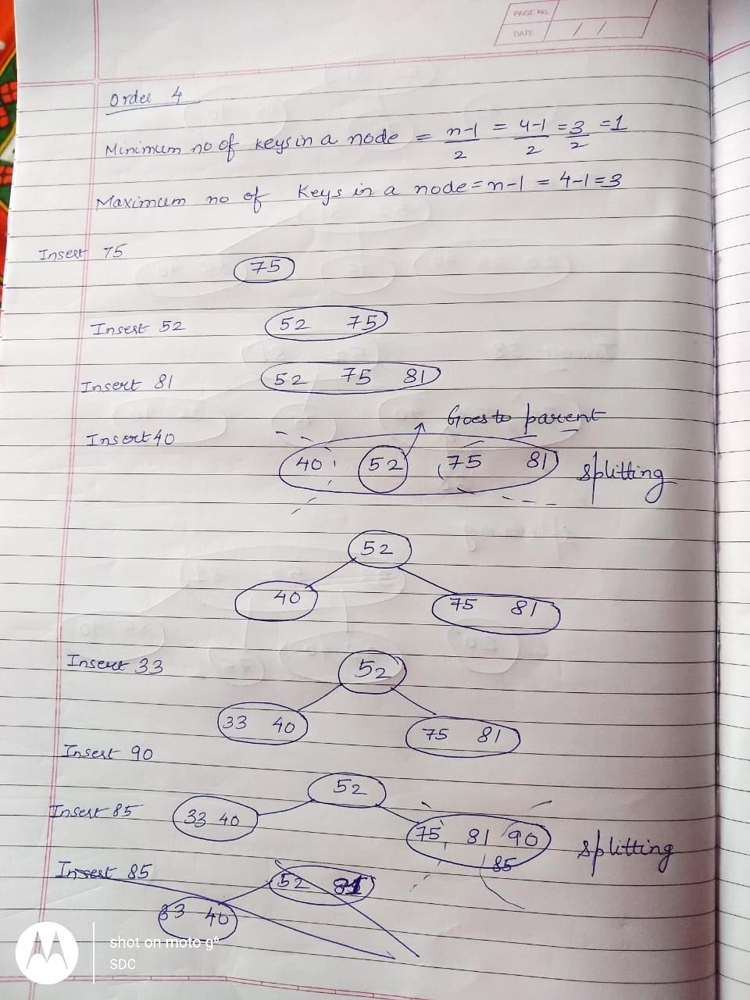 PAGE No.
DATE / /
Order 4
Minimum no of keys in a node = n-1/2 = 4-1/2 = 3/2 = 1
Maximum no of keys in a node = n-1 = 4-1 = 3
Insert 75
75
Insert 52
52 75
Insert 81
52 75 81
Goes to parent
Insert 40
40 52 75 81 splitting
52
40 75 81
Insert 33
52
33 40 75 81
Insert 90
52
Insert 85
33 40 75 81 90 splitting
85
Insert 85
52 81
33 40
shot on moto g⁶
SDC